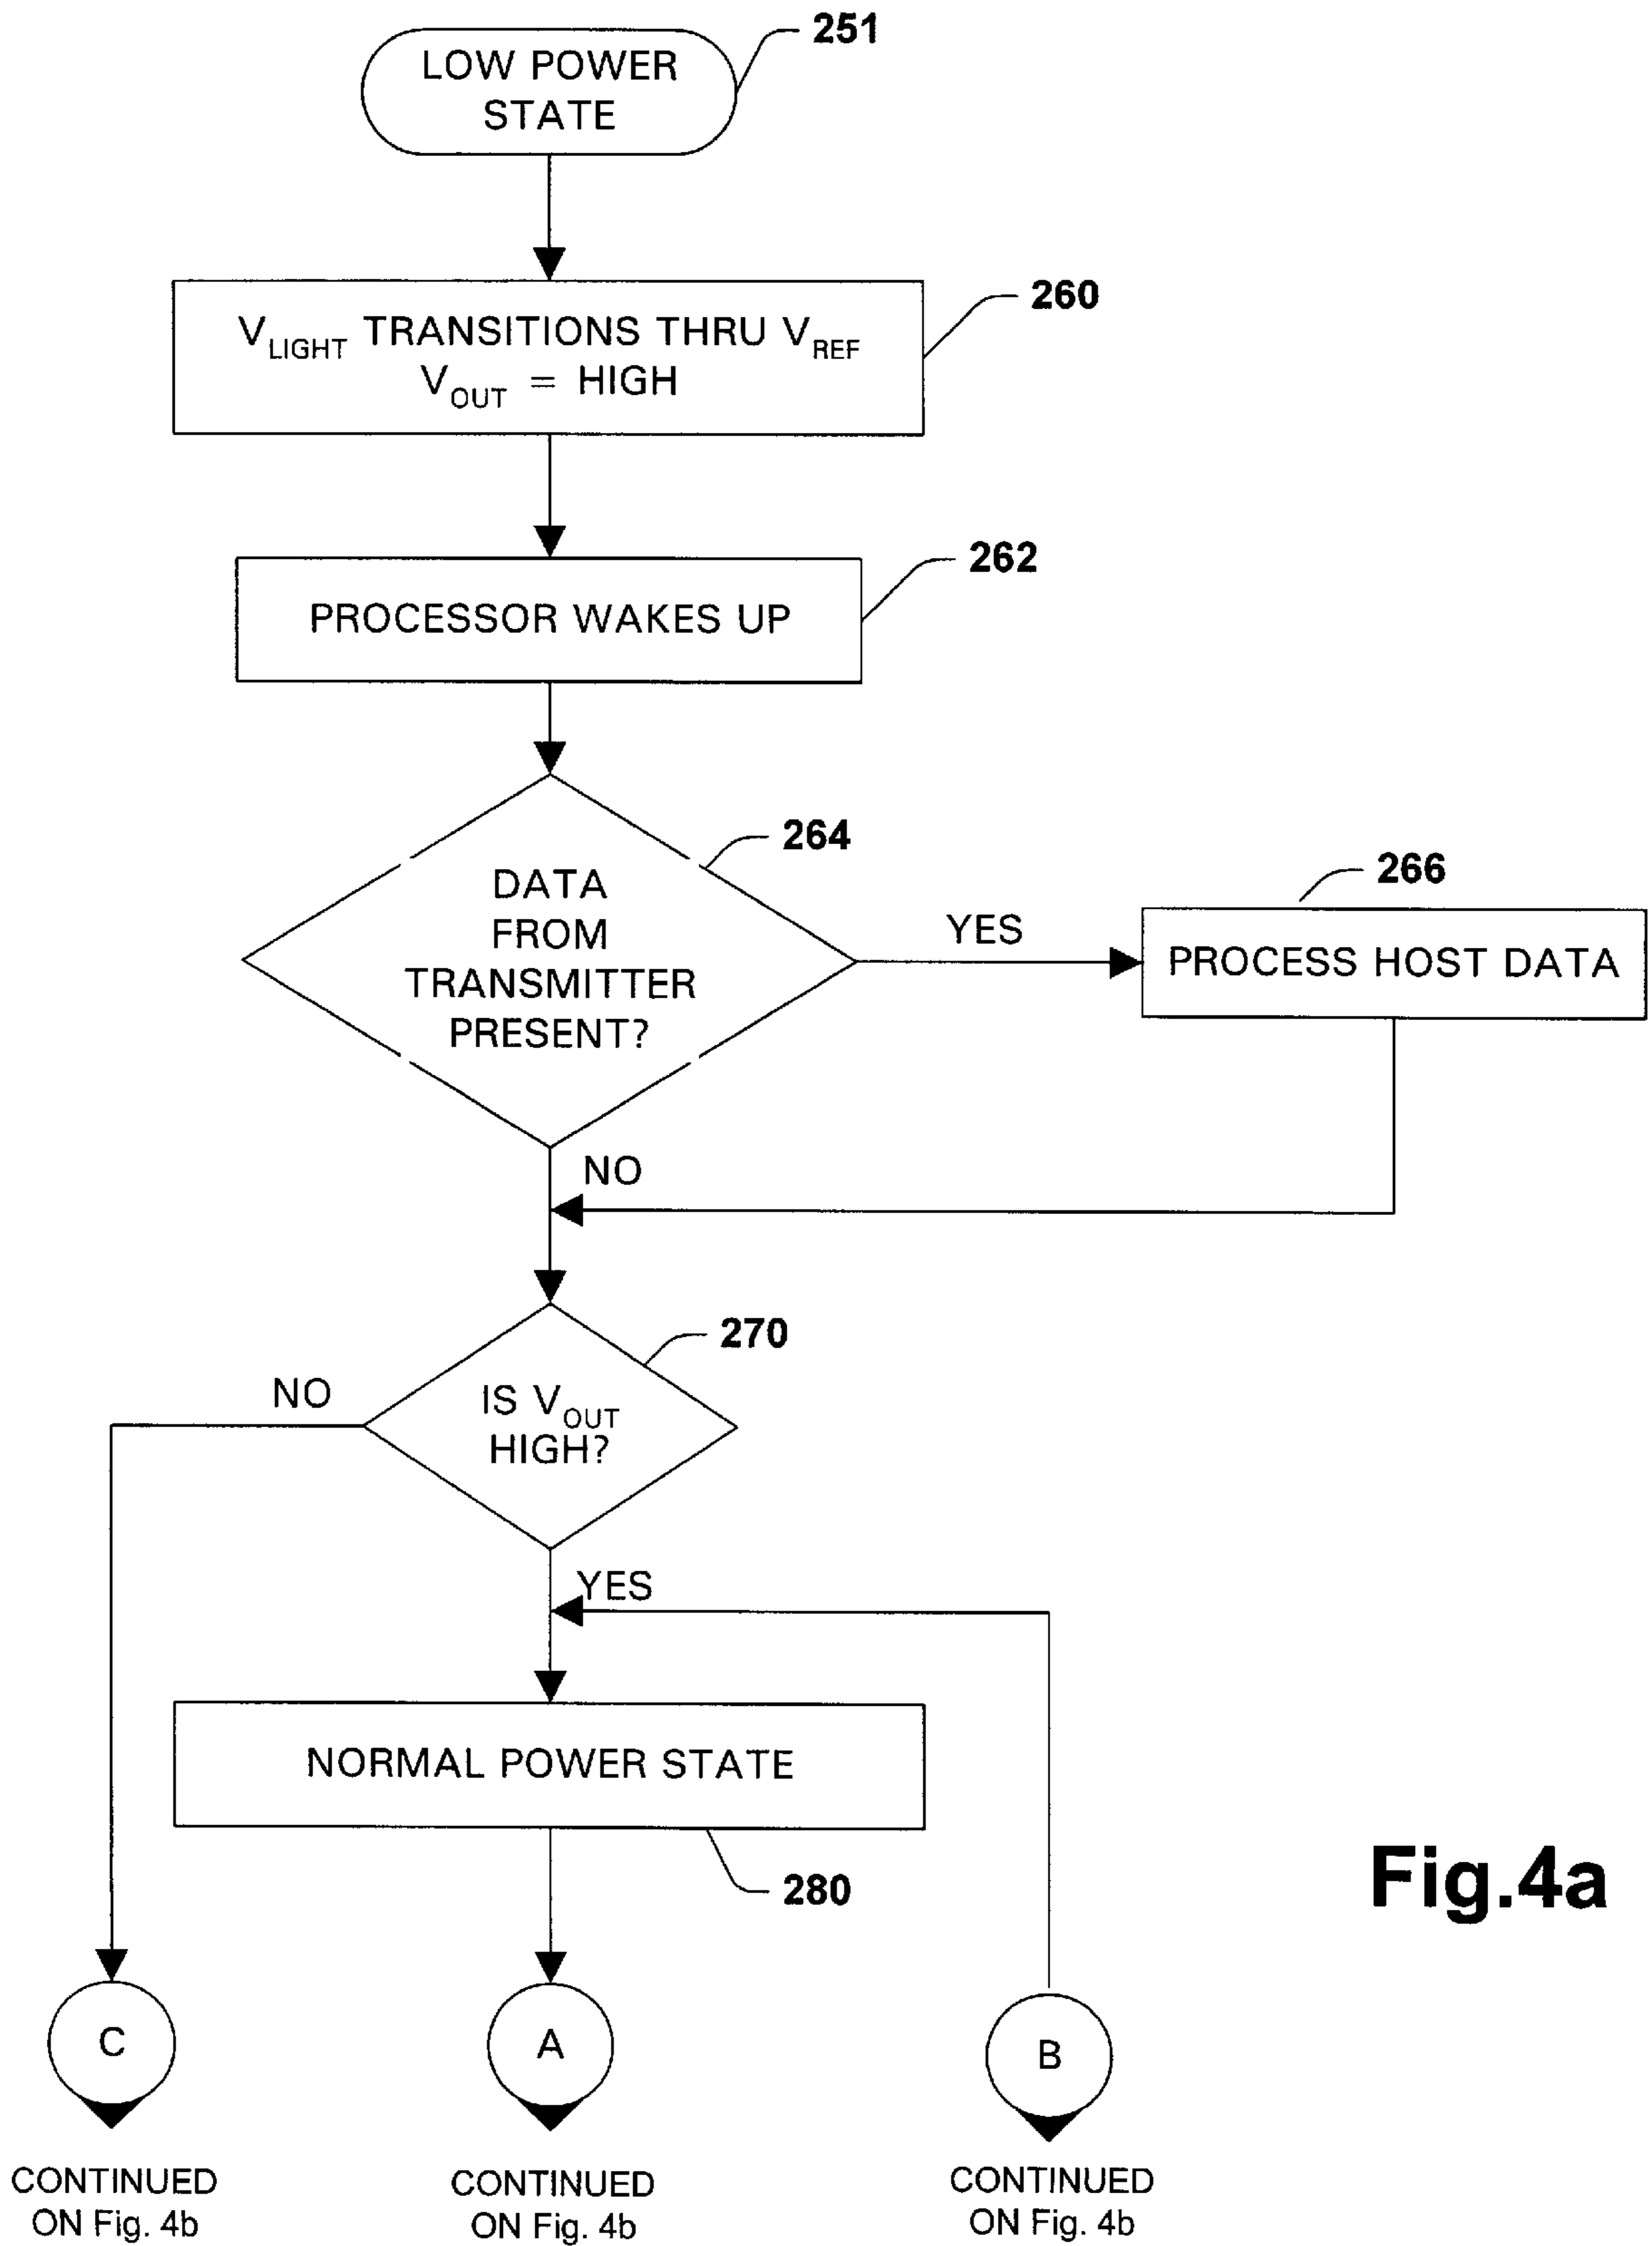 251
LOW POWER
STATE
260
VLIGHT TRANSITIONS THRU VREF
VOUT = HIGH
262
PROCESSOR WAKES UP
264
DATA
FROM
TRANSMITTER
PRESENT?
YES
266
PROCESS HOST DATA
NO
270
NO
IS VOUT
HIGH?
YES
NORMAL POWER STATE
280
Fig.4a
C
A
B
CONTINUED
ON Fig. 4b
CONTINUED
ON Fig. 4b
CONTINUED
ON Fig. 4b